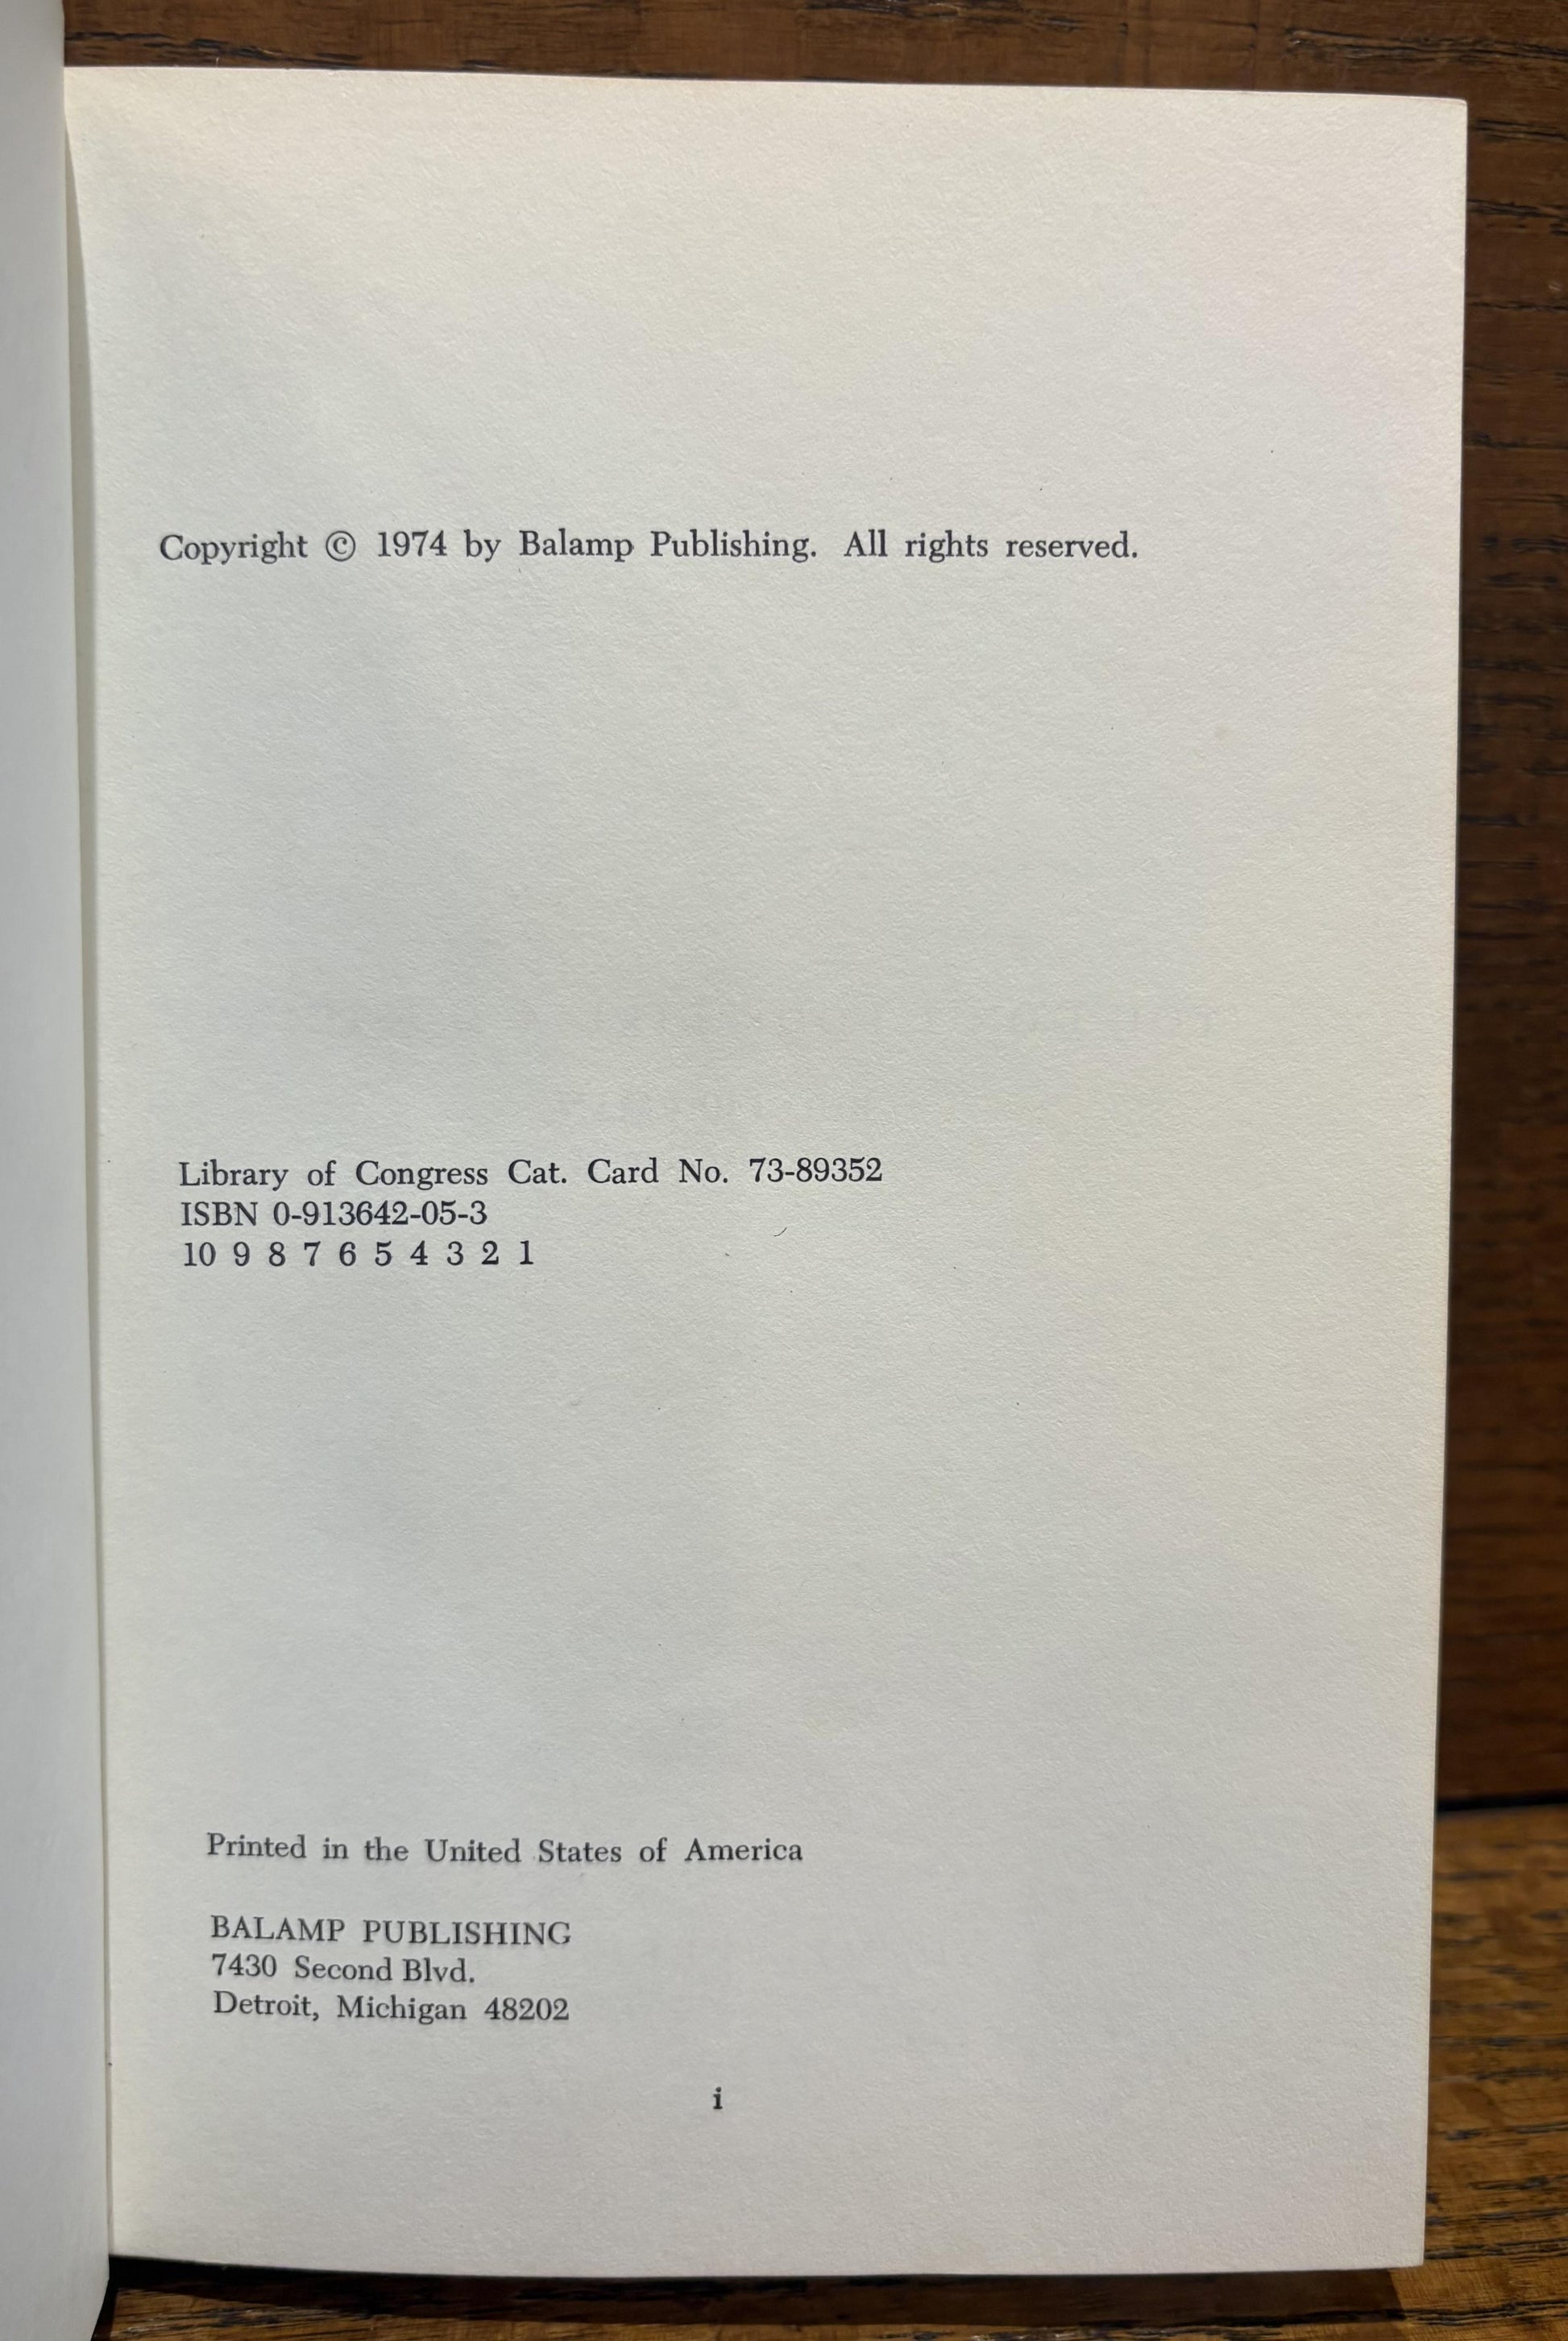 Copyright © 1974 by Balamp Publishing. All rights reserved.
Library of Congress Cat. Card No. 73-89352
ISBN 0-913642-05-3
10 9 8 7 6 5 4 3 2 1
Printed in the United States of America
BALAMP PUBLISHING
7430 Second Blvd.
Detroit, Michigan 48202
i